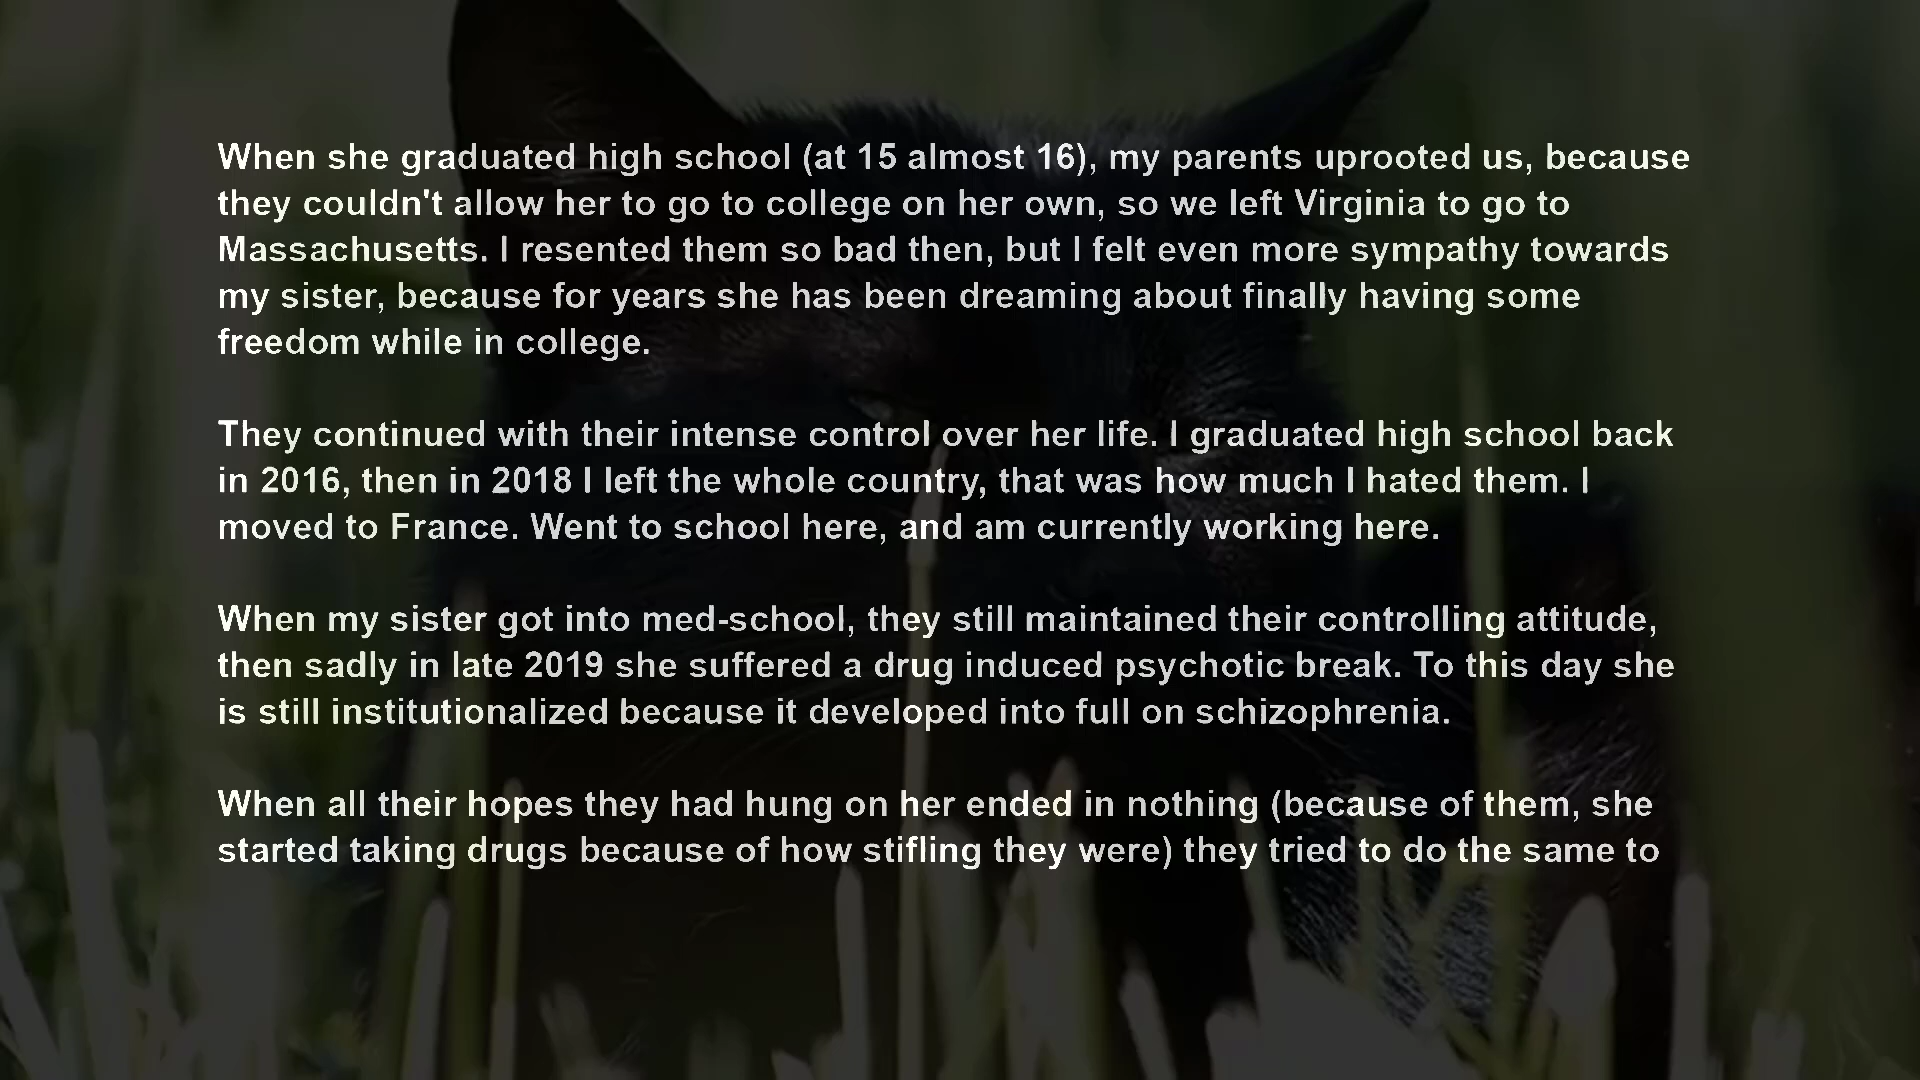 When she graduated high school (at 15 almost 16), my parents uprooted us, because
they couldn't allow her to go to college on her own, so we left Virginia to go to
Massachusetts. I resented them so bad then, but I felt even more sympathy towards
my sister, because for years she has been dreaming about finally having some
freedom while in college.
They continued with their intense control over her life. I graduated high school back
in 2016, then in 2018 I left the whole country, that was how much I hated them. I
moved to France. Went to school here, and am currently working here.
When my sister got into med-school, they still maintained their controlling attitude,
then sadly in late 2019 she suffered a drug induced psychotic break. To this day she
is still institutionalized because it developed into full on schizophrenia.
When all their hopes they had hung on her ended in nothing (because of them, she
started taking drugs because of how stifling they were) they tried to do the same to